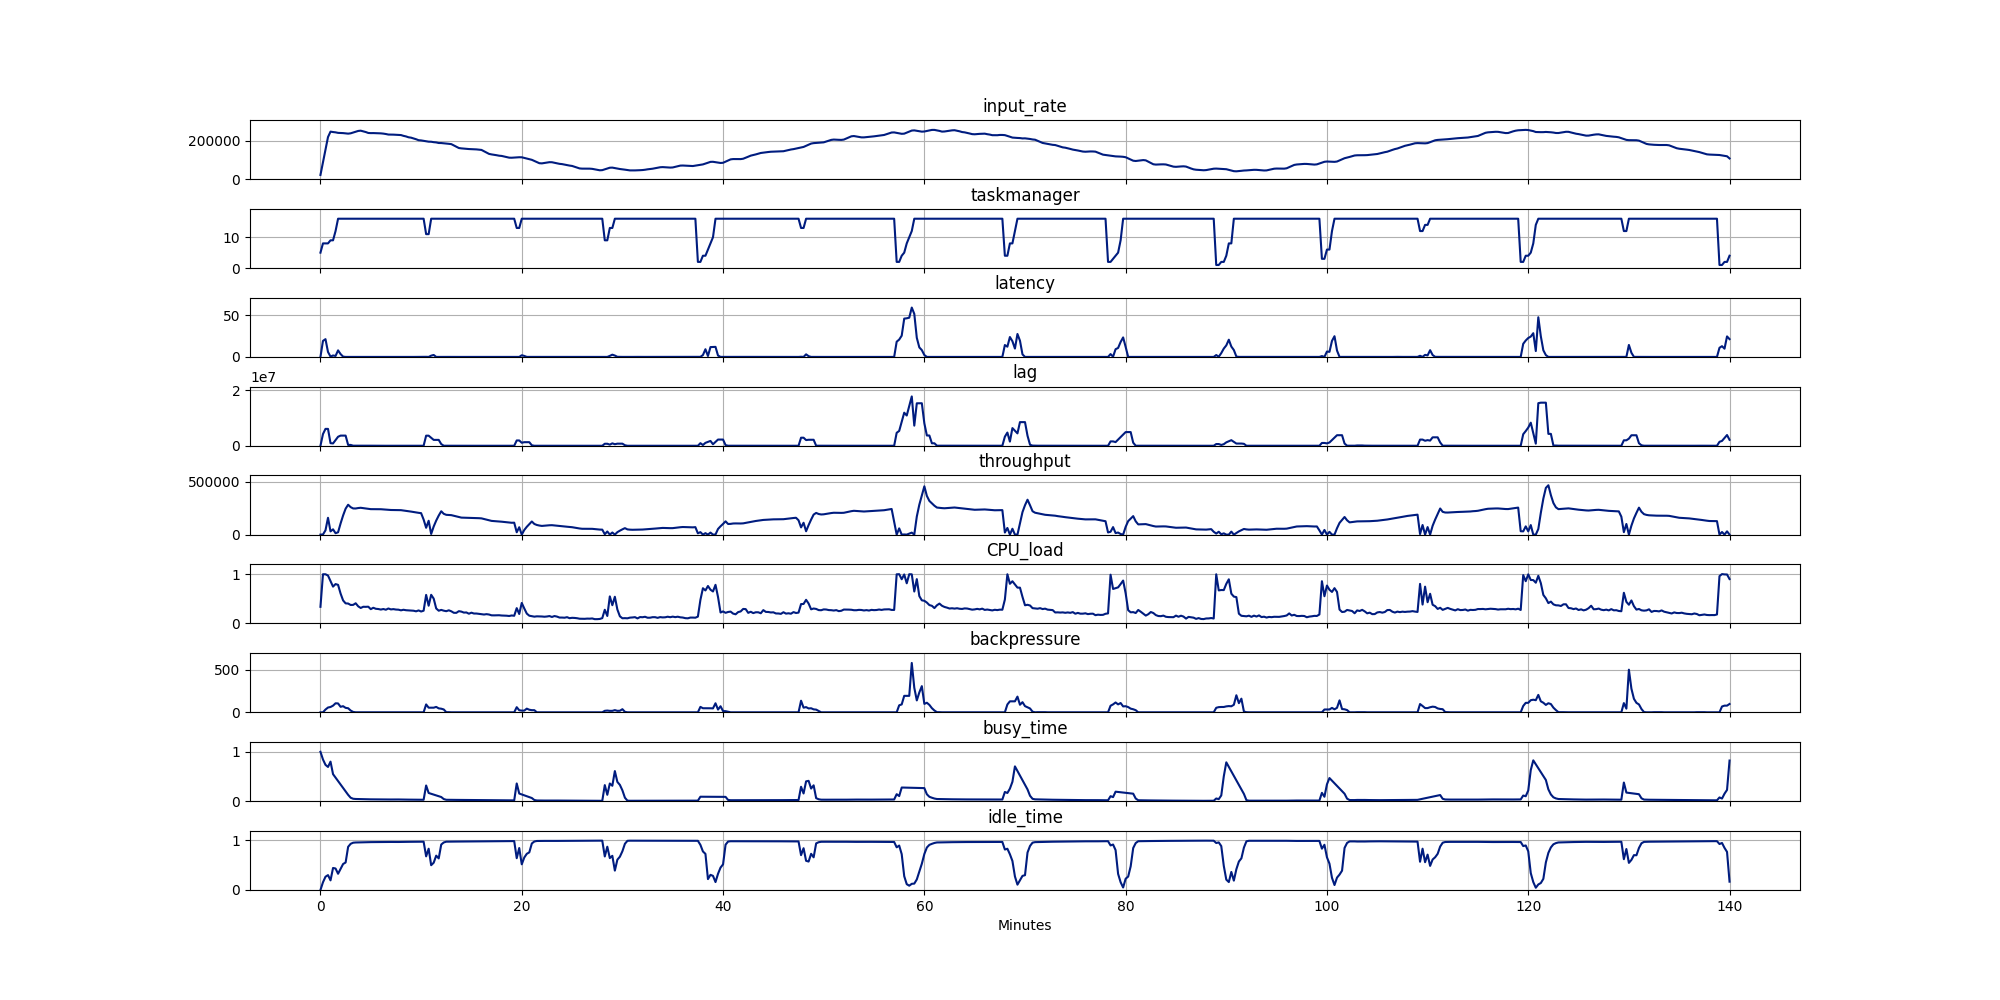 input_rate
200000
0
taskmanager
10
0
latency
50
0
1e7
lag
2
0
throughput
500000
0
CPU_load
1
0
backpressure
500
0
busy_time
1
0
idle_time
1
0
0 20 40 60 80 100 120 140
Minutes